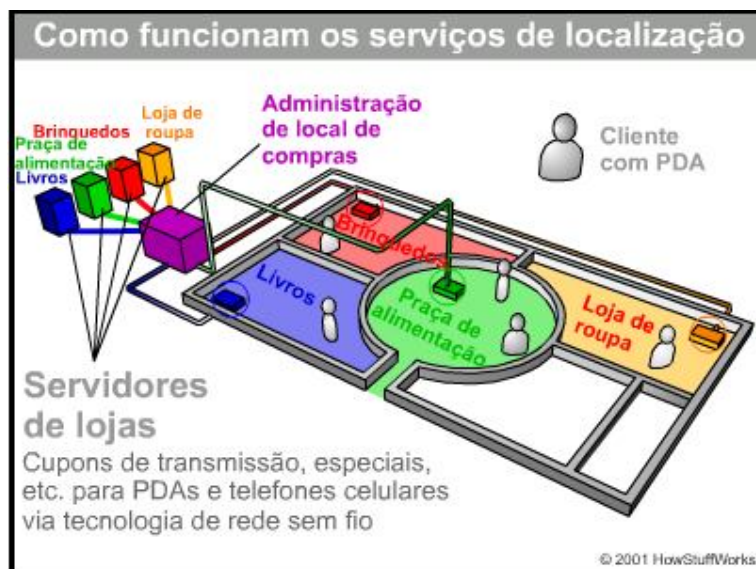 Como funcionam os serviços de localização
Loja de
roupa
Brinquedos
Praça de
alimentação
Livros
Administração
de local de
compras
Cliente
com PDA
Brinquedos
Livros
Praça de
alimentação
Loja de
roupa
Servidores
de lojas
Cupons de transmissão, especiais,
etc. para PDAs e telefones celulares
via tecnologia de rede sem fio
© 2001 HowStuffWorks